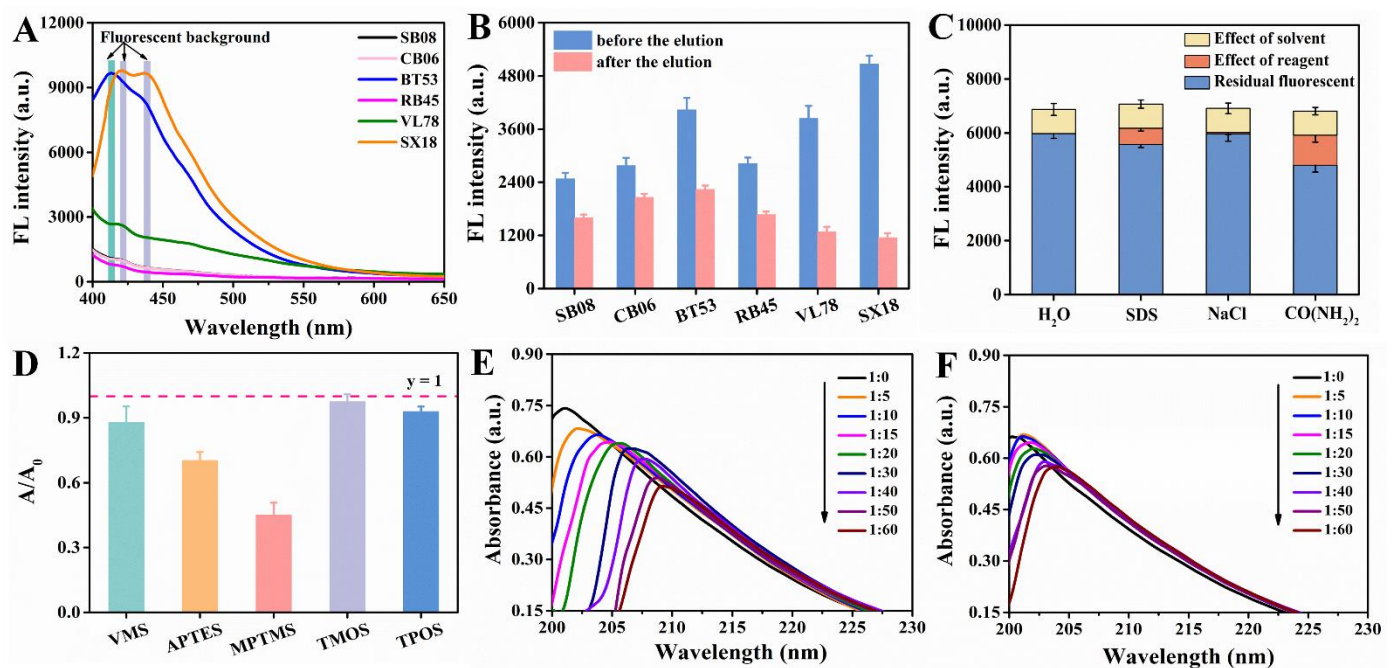 A
FL intensity (a.u.)
12000
9000
6000
3000
0
Fluorescent background
SB08
CB06
BT53
RB45
VL78
SX18
400 450 500 550 600 650
Wavelength (nm)
B
FL intensity (a.u.)
6000
4800
3600
2400
1200
0
before the elution
after the elution
SB08 CB06 BT53 RB45 VL78 SX18
C
FL intensity (a.u.)
10000
8000
6000
4000
2000
0
Effect of solvent
Effect of reagent
Residual fluorescent
H₂O SDS NaCl CO(NH₂)₂
D
A/A₀
1.2
0.9
0.6
0.3
0.0
y = 1
VMS APTES MPTMS TMOS TPOS
E
Absorbance (a.u.)
0.90
0.75
0.60
0.45
0.30
0.15
1:0
1:5
1:10
1:15
1:20
1:30
1:40
1:50
1:60
200 205 210 215 220 225 230
Wavelength (nm)
F
Absorbance (a.u.)
0.90
0.75
0.60
0.45
0.30
0.15
1:0
1:5
1:10
1:15
1:20
1:30
1:40
1:50
1:60
200 205 210 215 220 225 230
Wavelength (nm)